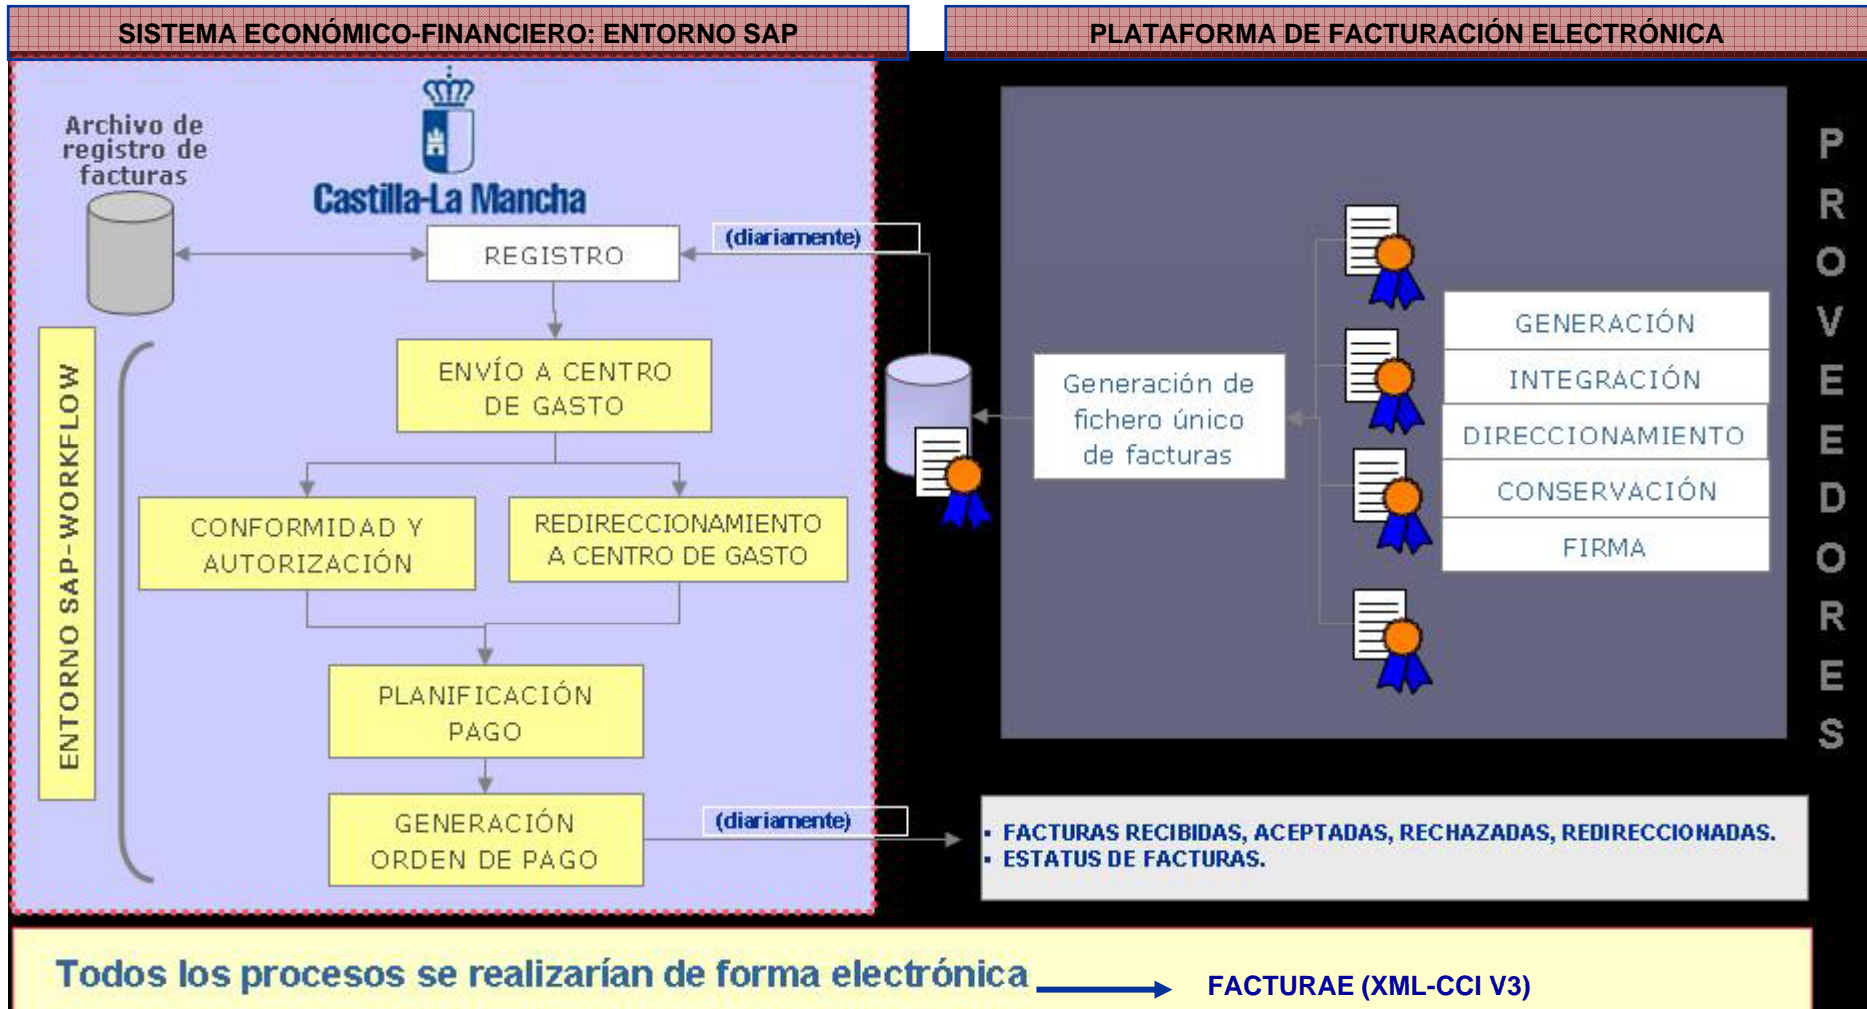 SISTEMA ECONÓMICO-FINANCIERO: ENTORNO SAP
PLATAFORMA DE FACTURACIÓN ELECTRÓNICA
Archivo de
registro de
facturas
Castilla-La Mancha
REGISTRO
(diariamente)
ENVÍO A CENTRO
DE GASTO
CONFORMIDAD Y
AUTORIZACIÓN
REDIRECCIONAMIENTO
A CENTRO DE GASTO
PLANIFICACIÓN
PAGO
GENERACIÓN
ORDEN DE PAGO
(diariamente)
ENTORNO SAP-WORKFLOW
Generación de
fichero único
de facturas
GENERACIÓN
INTEGRACIÓN
DIRECCIONAMIENTO
CONSERVACIÓN
FIRMA
PROVEEDORES
▪ FACTURAS RECIBIDAS, ACEPTADAS, RECHAZADAS, REDIRECCIONADAS.
▪ ESTATUS DE FACTURAS.
Todos los procesos se realizarían de forma electrónica
FACTURAE (XML-CCI V3)